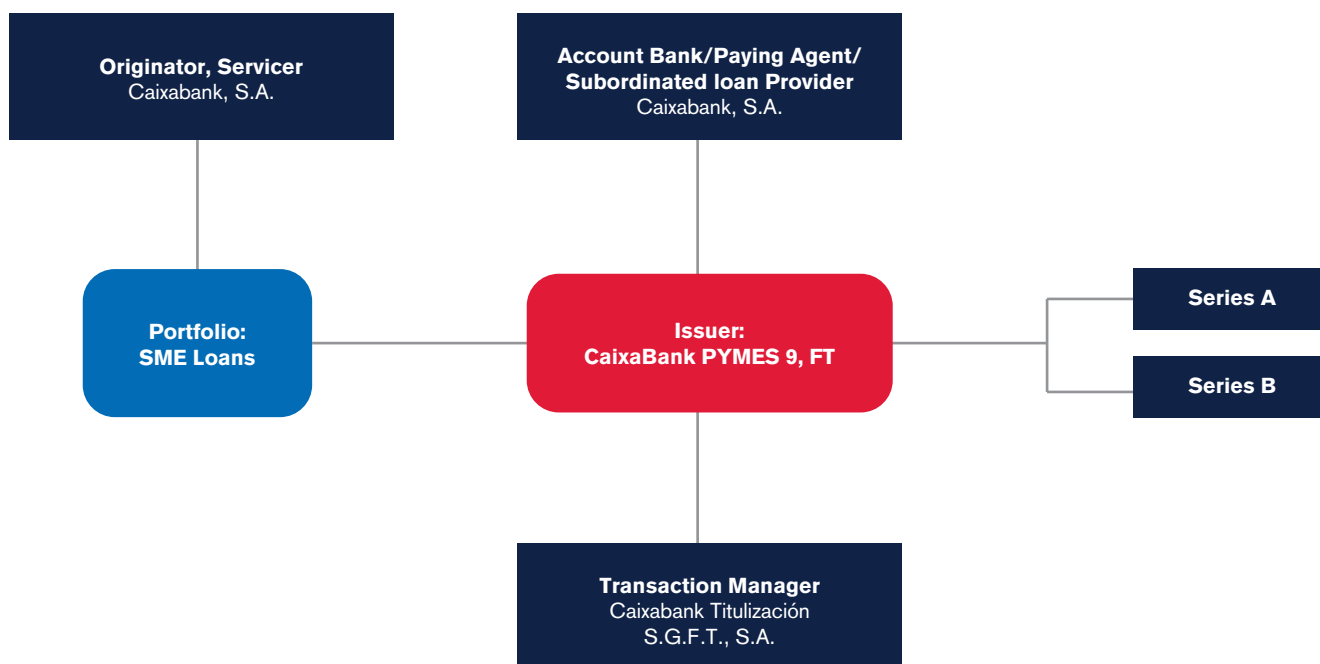 Originator, Servicer
Caixabank, S.A.
Account Bank/Paying Agent/
Subordinated loan Provider
Caixabank, S.A.
Portfolio:
SME Loans
Issuer:
CaixaBank PYMES 9, FT
Series A
Series B
Transaction Manager
Caixabank Titulización
S.G.F.T., S.A.